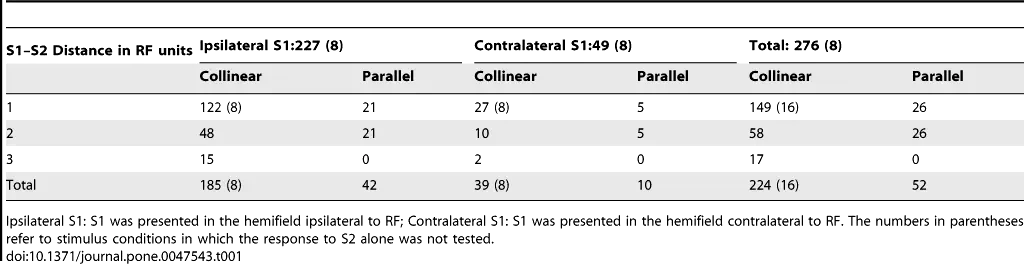 S1–S2 Distance in RF units Ipsilateral S1:227 (8) Contralateral S1:49 (8) Total: 276 (8)
Collinear Parallel Collinear Parallel Collinear Parallel
1 122 (8) 21 27 (8) 5 149 (16) 26
2 48 21 10 5 58 26
3 15 0 2 0 17 0
Total 185 (8) 42 39 (8) 10 224 (16) 52
Ipsilateral S1: S1 was presented in the hemifield ipsilateral to RF; Contralateral S1: S1 was presented in the hemifield contralateral to RF. The numbers in parentheses
refer to stimulus conditions in which the response to S2 alone was not tested.
doi:10.1371/journal.pone.0047543.t001